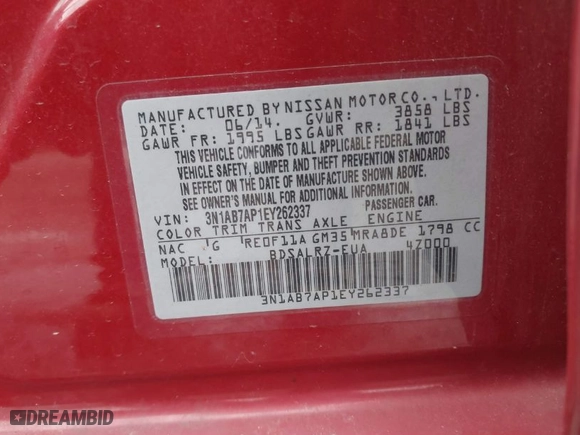 MANUFACTURED BY NISSAN MOTOR CO., LTD.
DATE: 06/14. GVWR: 3858 LBS
GAWR FR: 1995 LBS GAWR RR: 1841 LBS
THIS VEHICLE CONFORMS TO ALL APPLICABLE FEDERAL MOTOR
VEHICLE SAFETY, BUMPER AND THEFT PREVENTION STANDARDS
IN EFFECT ON THE DATE OF MANUFACTURE SHOWN ABOVE.
SEE OWNER'S MANUAL FOR ADDITIONAL INFORMATION.
VIN: 3N1AB7AP1EY262337 PASSENGER CAR.
COLOR TRIM TRANS AXLE ENGINE
NAC G RE0F11A GM35 MRA8DE 1798 CC
MODEL: BDSALRZ-EUA 4Z000
3N1AB7AP1EY262337
DREAMBID